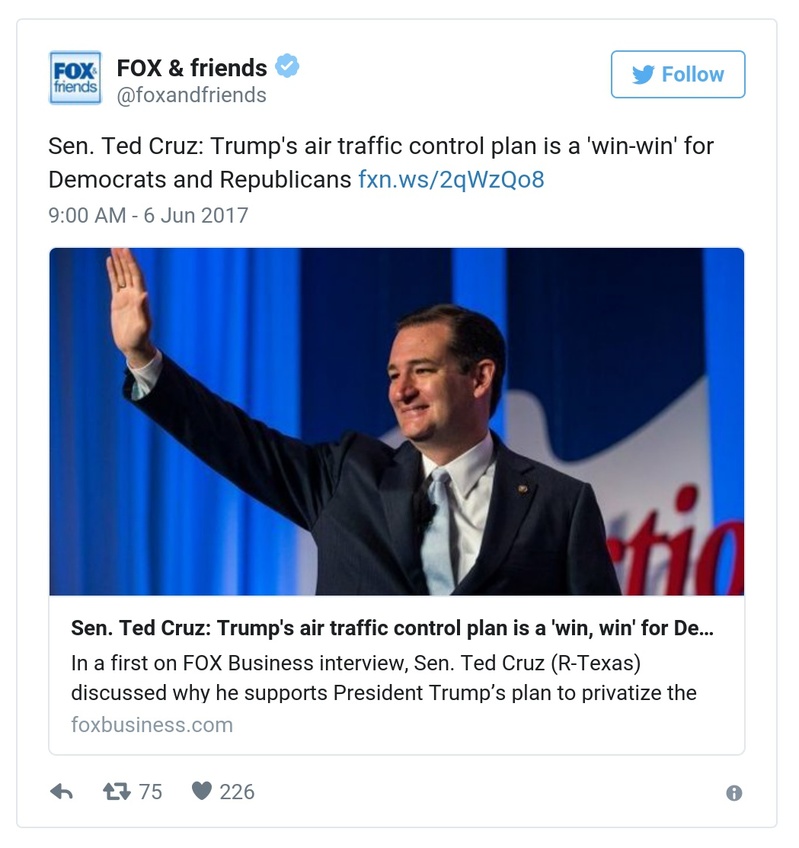 FOX&
friends
FOX & friends
@foxandfriends
Follow
Sen. Ted Cruz: Trump's air traffic control plan is a 'win-win' for
Democrats and Republicans fxn.ws/2qWzQo8
9:00 AM - 6 Jun 2017
ctio
Sen. Ted Cruz: Trump's air traffic control plan is a 'win, win' for De...
In a first on FOX Business interview, Sen. Ted Cruz (R-Texas)
discussed why he supports President Trump’s plan to privatize the
foxbusiness.com
75
226